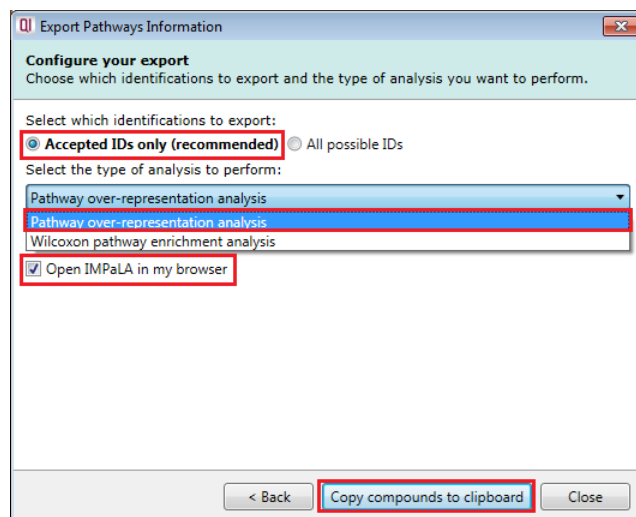 QI Export Pathways Information
Configure your export
Choose which identifications to export and the type of analysis you want to perform.
Select which identifications to export:
Accepted IDs only (recommended) All possible IDs
Select the type of analysis to perform:
Pathway over-representation analysis
Pathway over-representation analysis
Wilcoxon pathway enrichment analysis
Open IMPaLA in my browser
< Back Copy compounds to clipboard Close